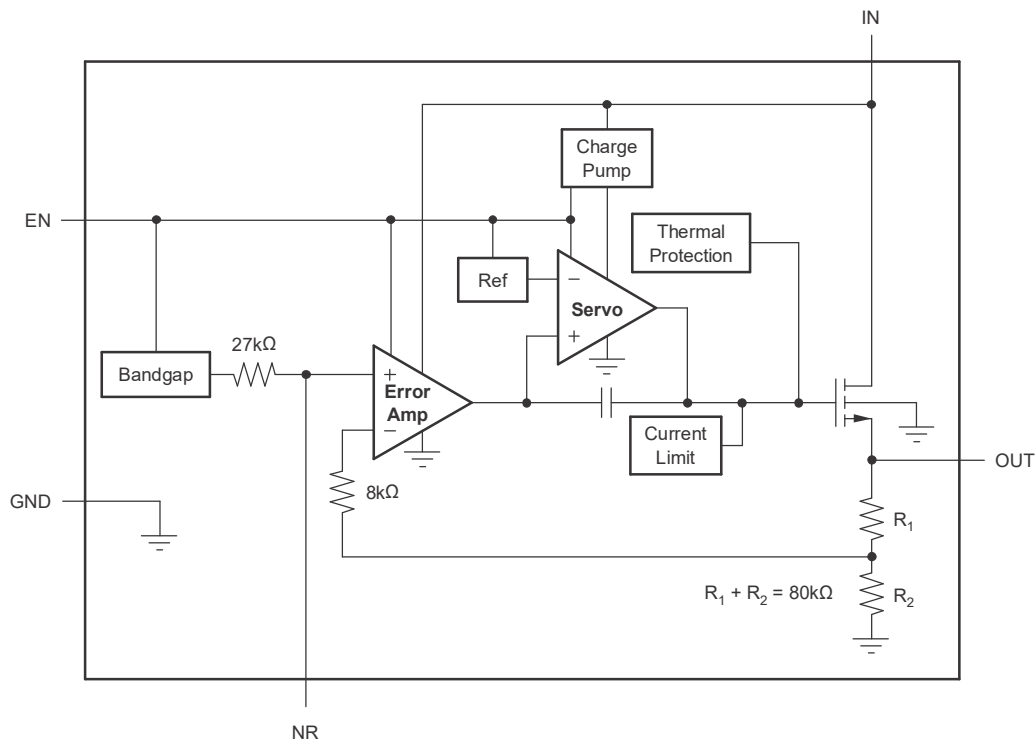 IN
Charge
Pump
EN
Thermal
Protection
Ref
−
Servo
+
27kΩ
Bandgap
+
Error
Amp
−
Current
Limit
OUT
8kΩ
GND
R1
R1 + R2 = 80kΩ
R2
NR